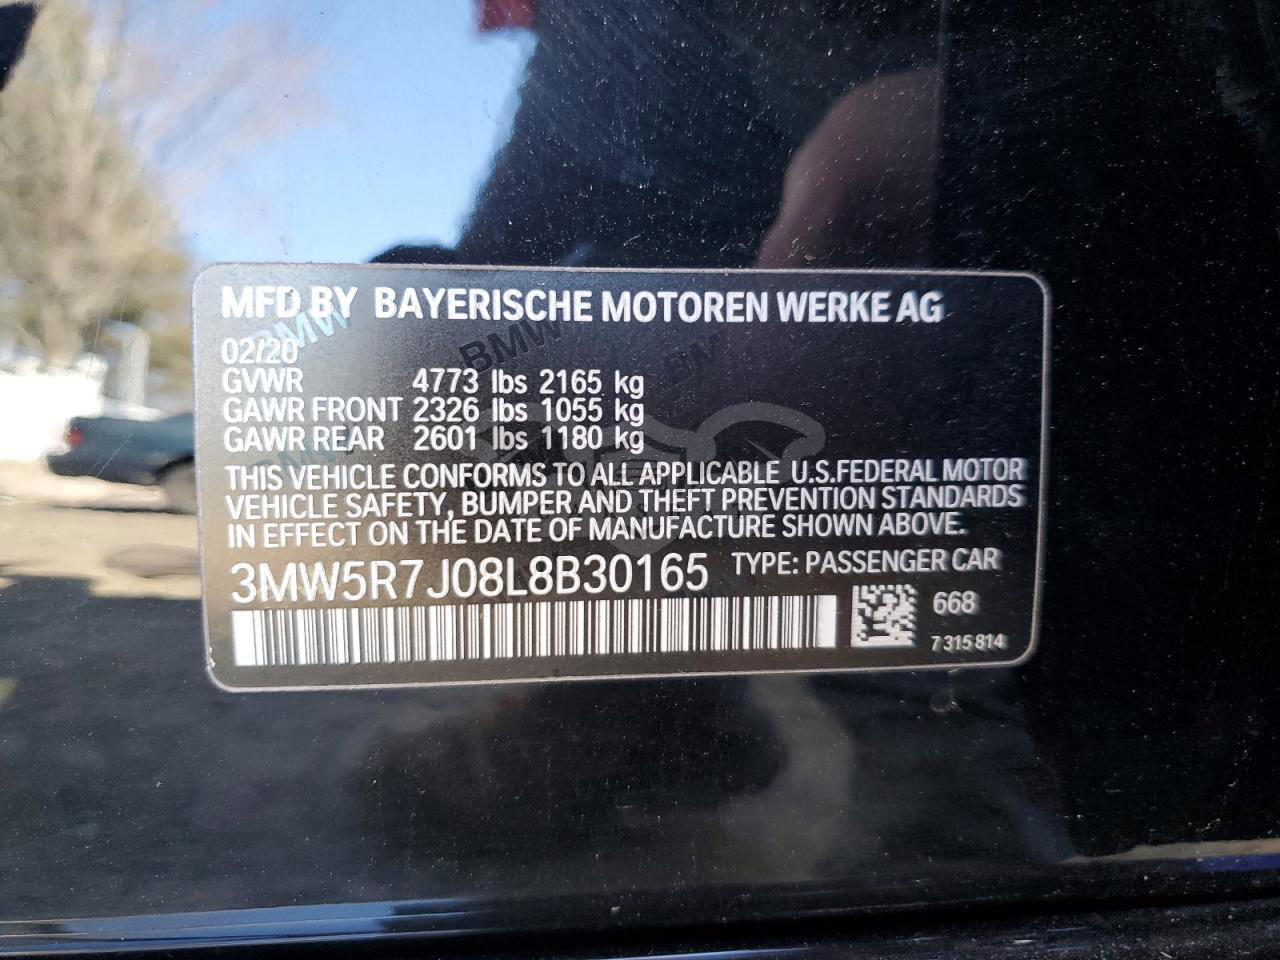 MFD BY BAYERISCHE MOTOREN WERKE AG
02/20
GVWR 4773 lbs 2165 kg
GAWR FRONT 2326 lbs 1055 kg
GAWR REAR 2601 lbs 1180 kg
THIS VEHICLE CONFORMS TO ALL APPLICABLE U.S.FEDERAL MOTOR
VEHICLE SAFETY, BUMPER AND THEFT PREVENTION STANDARDS
IN EFFECT ON THE DATE OF MANUFACTURE SHOWN ABOVE.
3MW5R7J08L8B30165 TYPE: PASSENGER CAR
668
7 315 814
BMW
BMW